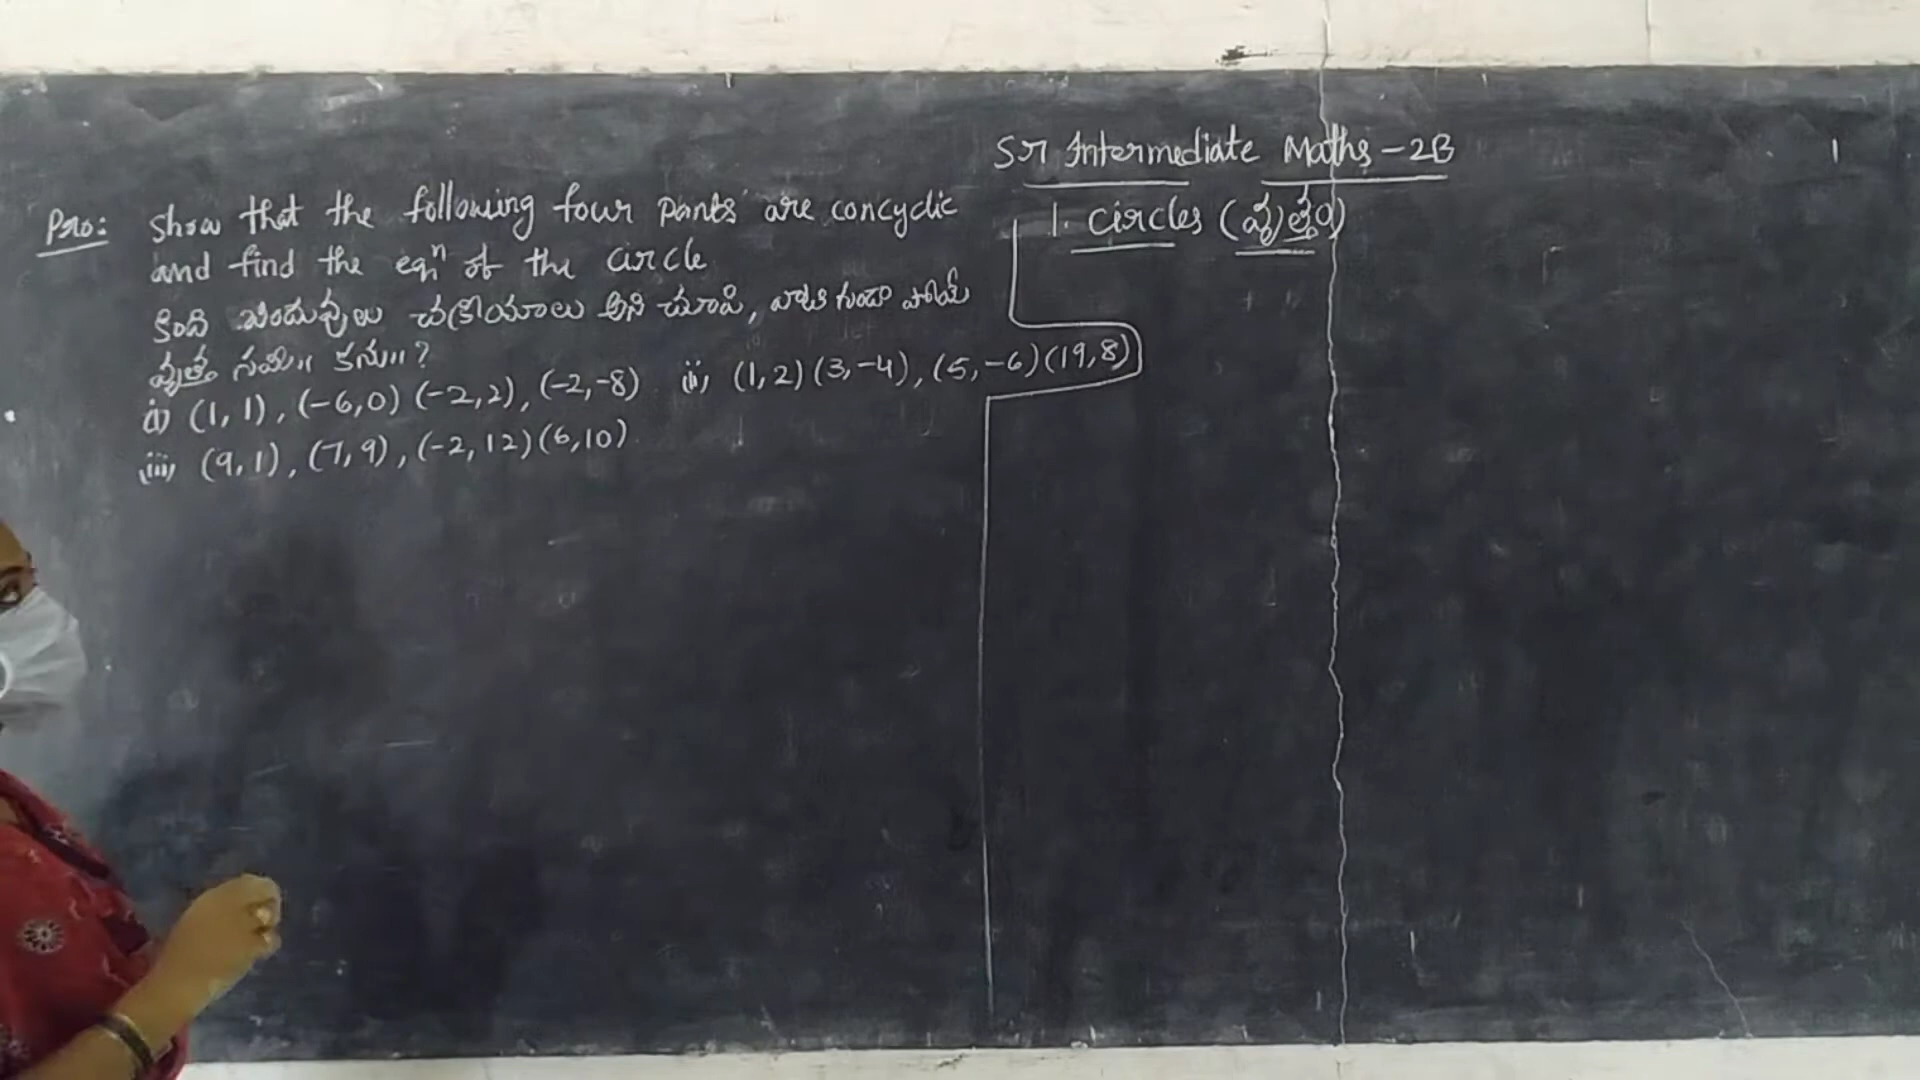 Sr Intermediate Maths-2B
1. Circles (వృత్తం)
Pro: Show that the following four points are concyclic
and find the eqⁿ of the circle
కింది బిందువులు చక్రీయాలు అని చూపి, వాటి గుండా పోయే
వృత్తం సమీ॥ కను॥?
(i) (1, 1), (-6,0) (-2,2), (-2,-8) ii, (1,2)(3,-4), (5,-6)(19,8)
iii, (9,1), (7,9), (-2,12)(6,10)